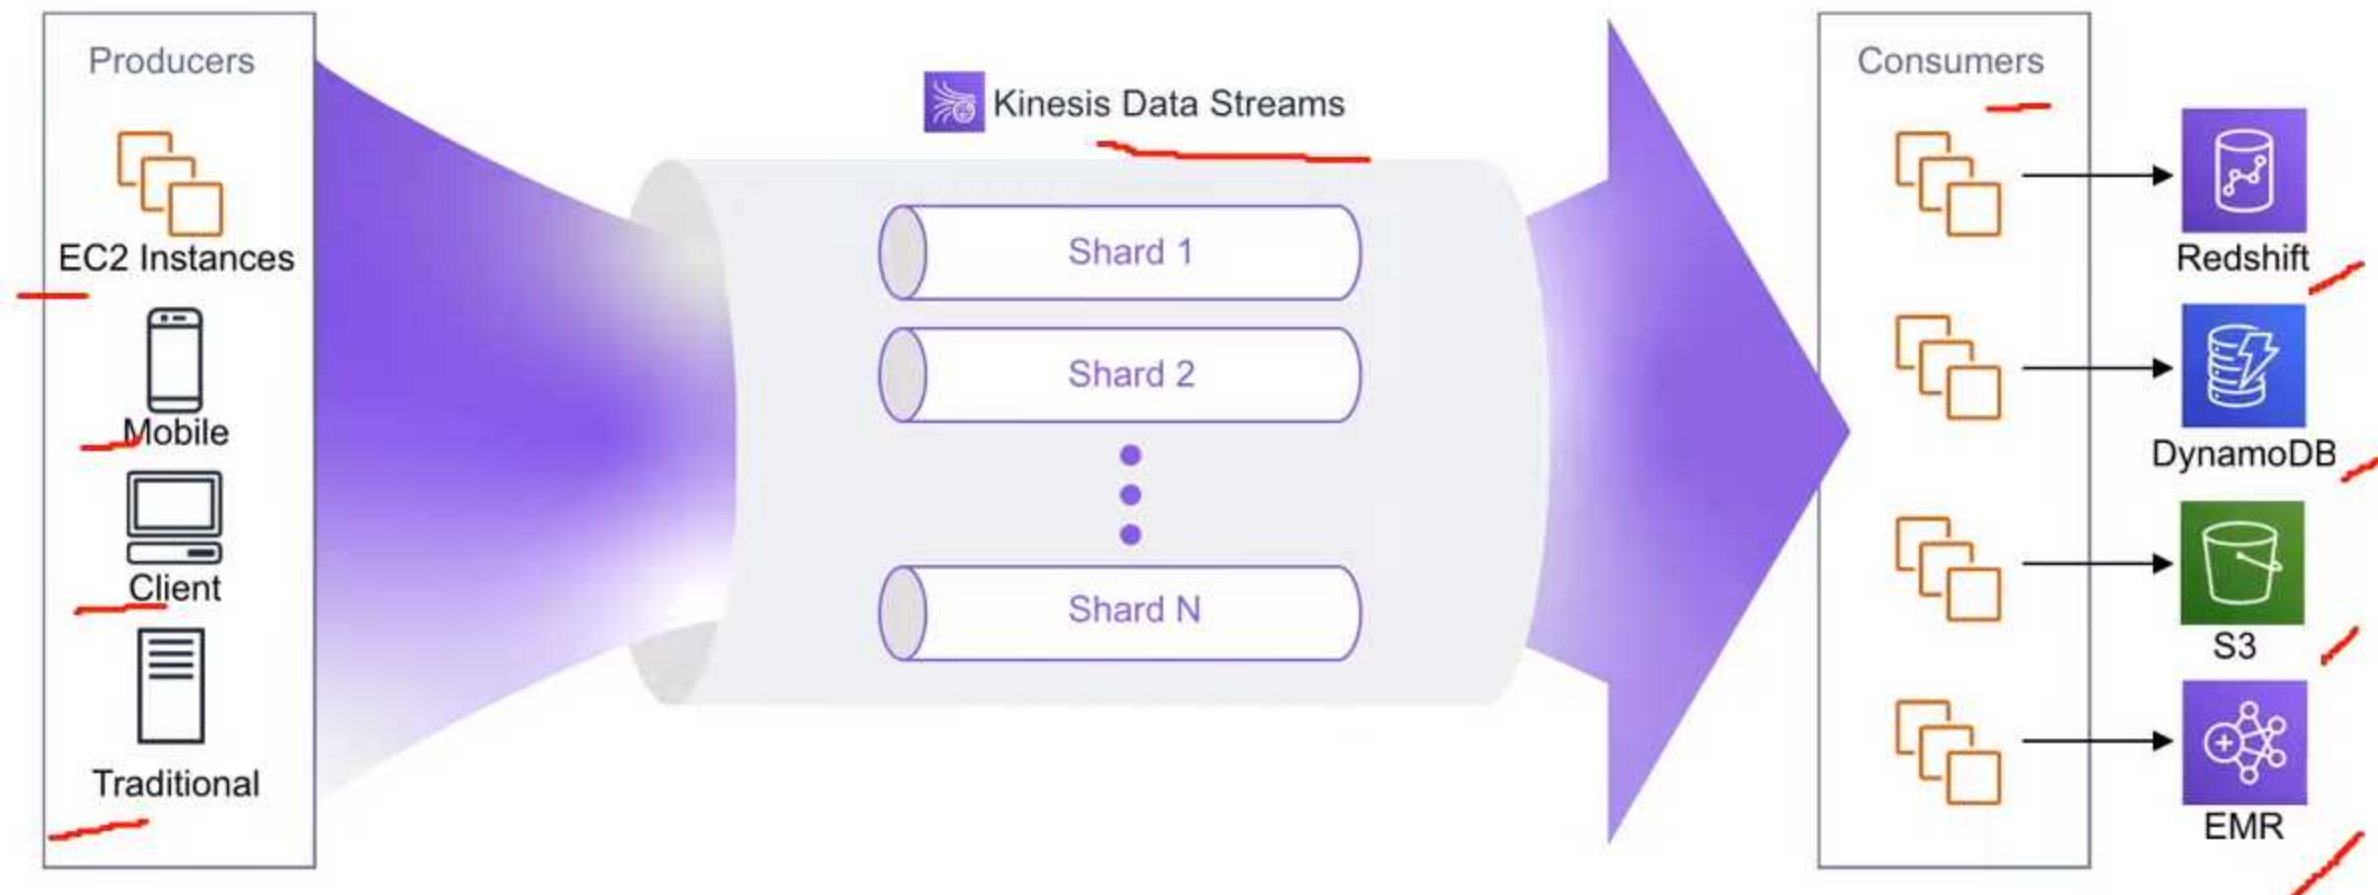 Producers
EC2 Instances
Mobile
Client
Traditional
Kinesis Data Streams
Shard 1
Shard 2
Shard N
Consumers
Redshift
DynamoDB
S3
EMR